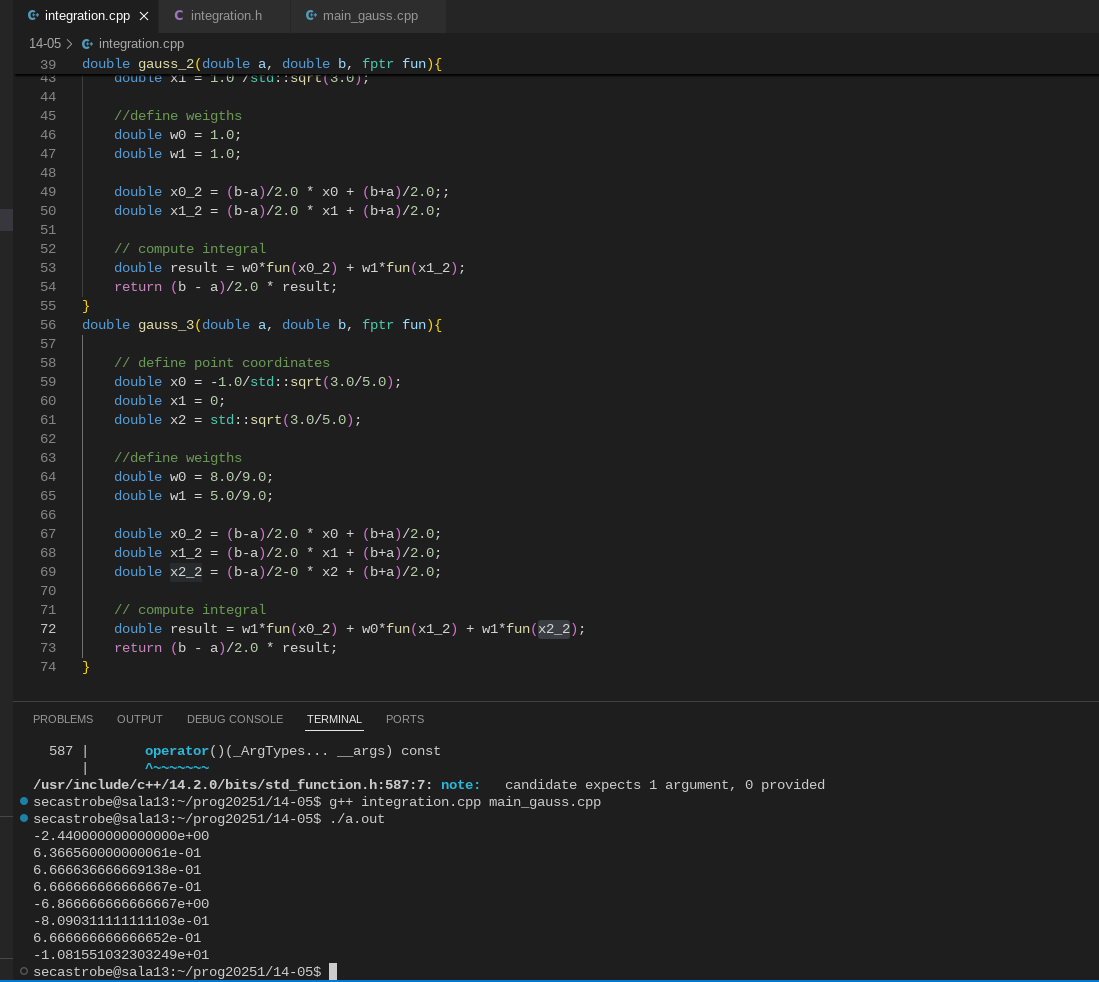 integration.cpp
C integration.h
main_gauss.cpp
14-05 > integration.cpp
39 double gauss_2(double a, double b, fptr fun){
43     double x1 = 1.0 /std::sqrt(3.0);
44
45     //define weigths
46     double w0 = 1.0;
47     double w1 = 1.0;
48
49     double x0_2 = (b-a)/2.0 * x0 + (b+a)/2.0;;
50     double x1_2 = (b-a)/2.0 * x1 + (b+a)/2.0;
51
52     // compute integral
53     double result = w0*fun(x0_2) + w1*fun(x1_2);
54     return (b - a)/2.0 * result;
55 }
56 double gauss_3(double a, double b, fptr fun){
57
58     // define point coordinates
59     double x0 = -1.0/std::sqrt(3.0/5.0);
60     double x1 = 0;
61     double x2 = std::sqrt(3.0/5.0);
62
63     //define weigths
64     double w0 = 8.0/9.0;
65     double w1 = 5.0/9.0;
66
67     double x0_2 = (b-a)/2.0 * x0 + (b+a)/2.0;
68     double x1_2 = (b-a)/2.0 * x1 + (b+a)/2.0;
69     double x2_2 = (b-a)/2-0 * x2 + (b+a)/2.0;
70
71     // compute integral
72     double result = w1*fun(x0_2) + w0*fun(x1_2) + w1*fun(x2_2);
73     return (b - a)/2.0 * result;
74 }
PROBLEMS OUTPUT DEBUG CONSOLE TERMINAL PORTS
587 |       operator()(_ArgTypes... __args) const
    |       ^~~~~~~~
/usr/include/c++/14.2.0/bits/std_function.h:587:7: note:   candidate expects 1 argument, 0 provided
secastrobe@sala13:~/prog20251/14-05$ g++ integration.cpp main_gauss.cpp
secastrobe@sala13:~/prog20251/14-05$ ./a.out
-2.440000000000000e+00
6.366560000000061e-01
6.666636666669138e-01
6.666666666666667e-01
-6.866666666666667e+00
-8.090311111111103e-01
6.666666666666652e-01
-1.081551032303249e+01
secastrobe@sala13:~/prog20251/14-05$